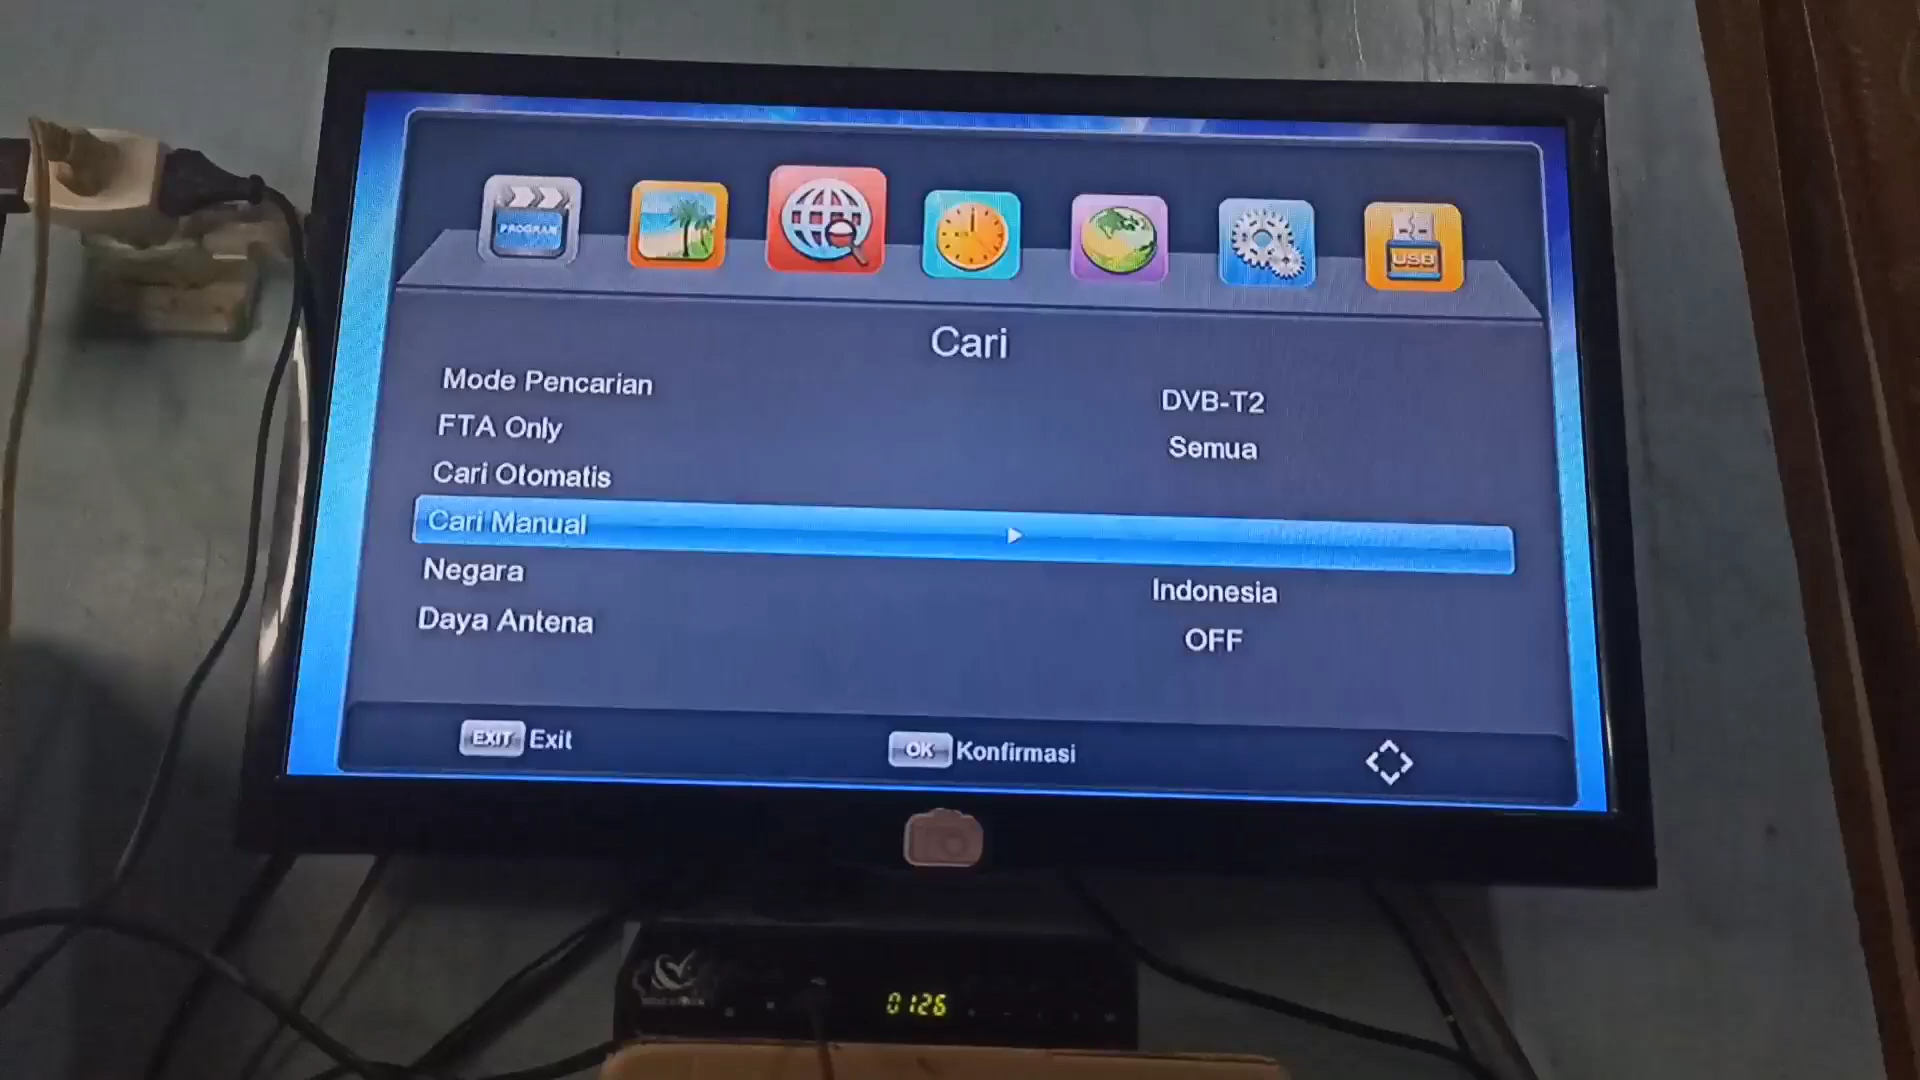 PROGRAM
USB
Cari
Mode Pencarian DVB-T2
FTA Only Semua
Cari Otomatis
Cari Manual
Negara Indonesia
Daya Antena OFF
EXIT Exit OK Konfirmasi
0126